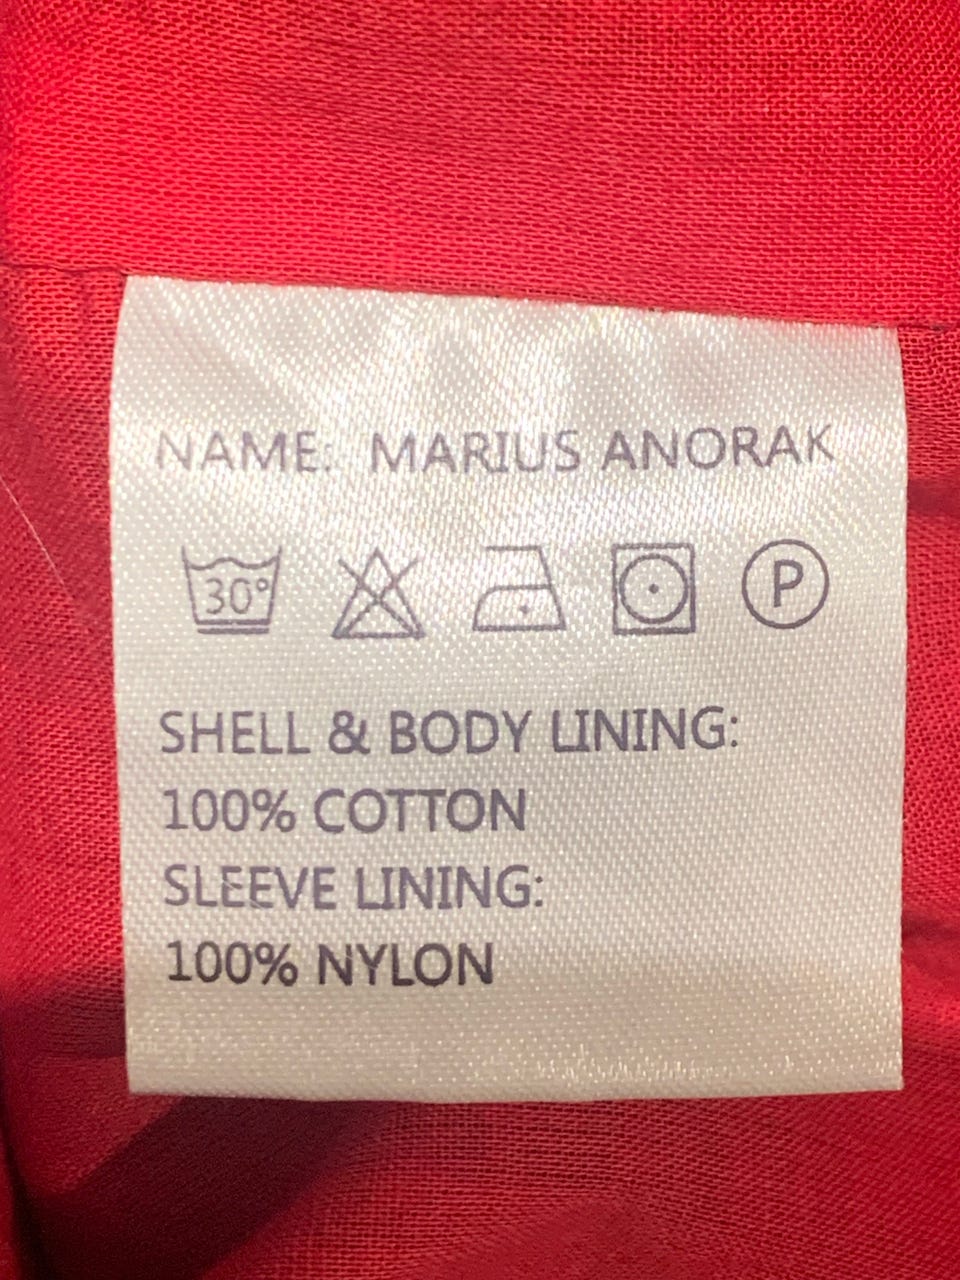 NAME: MARIUS ANORAK
30° P
SHELL & BODY LINING:
100% COTTON
SLEEVE LINING:
100% NYLON